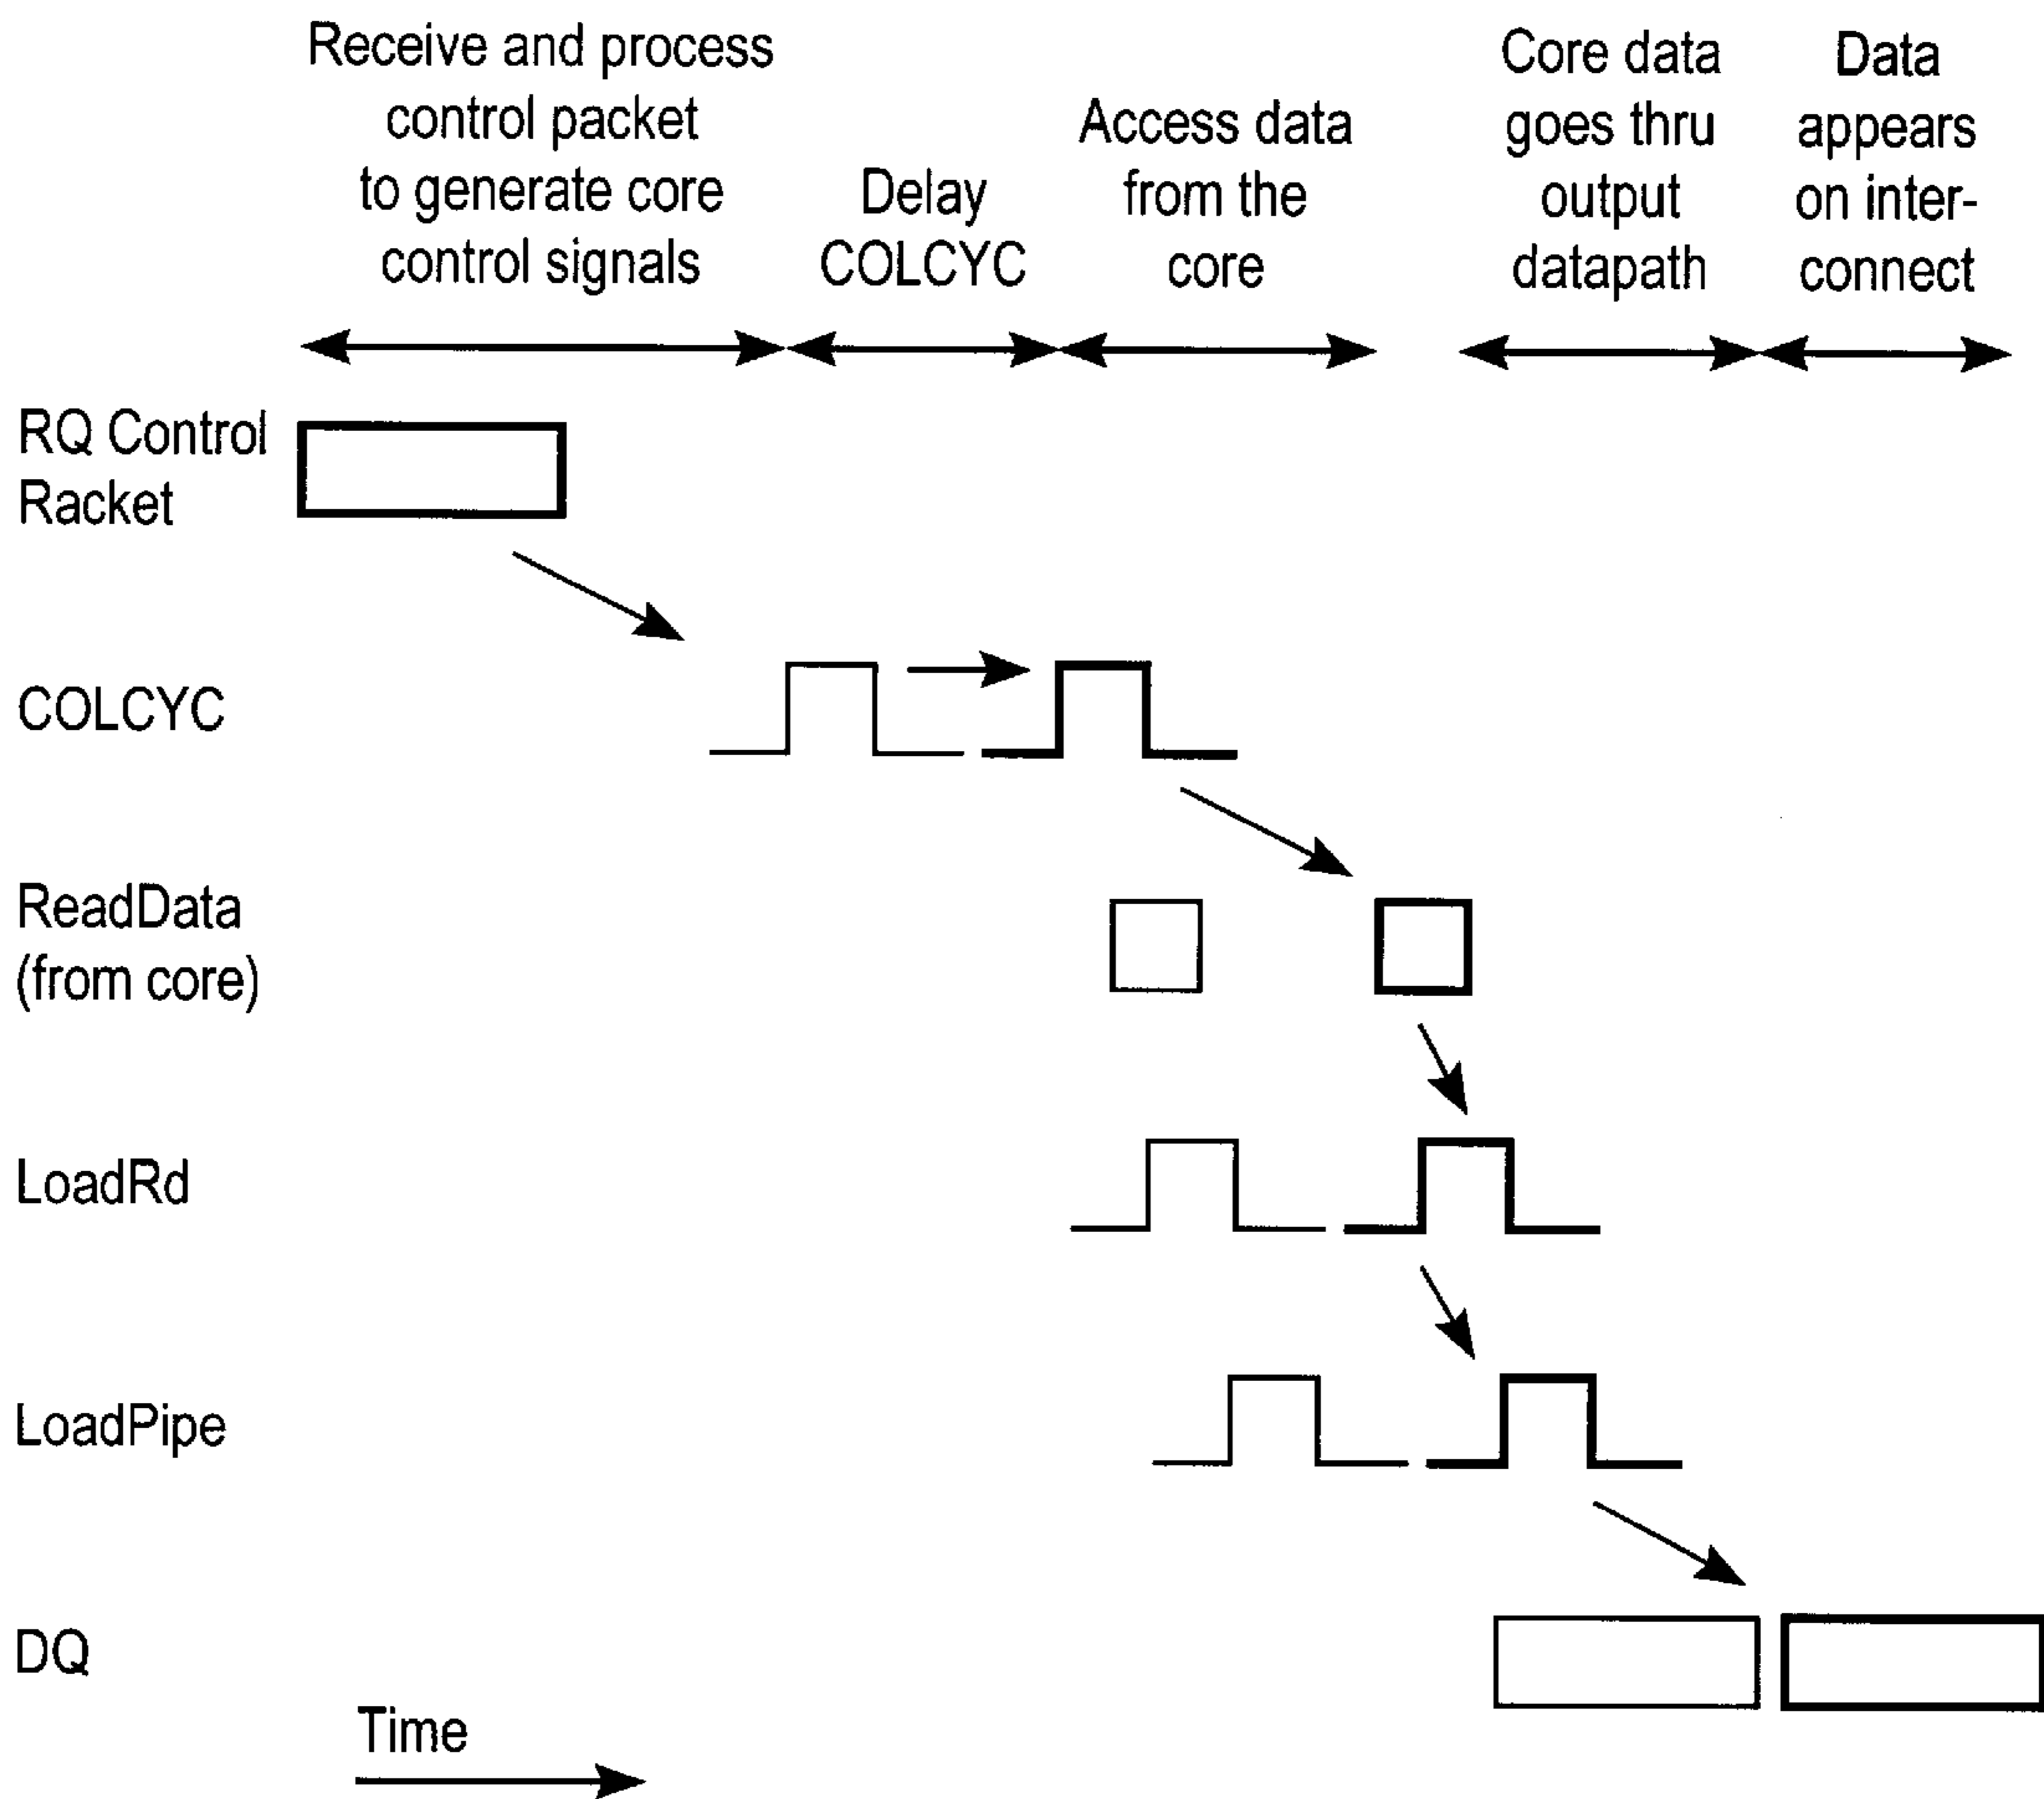 Receive and process
control packet
to generate core
control signals
Delay
COLCYC
Access data
from the
core
Core data
goes thru
output
datapath
Data
appears
on inter-
connect
RQ Control
Racket
COLCYC
ReadData
(from core)
LoadRd
LoadPipe
DQ
Time